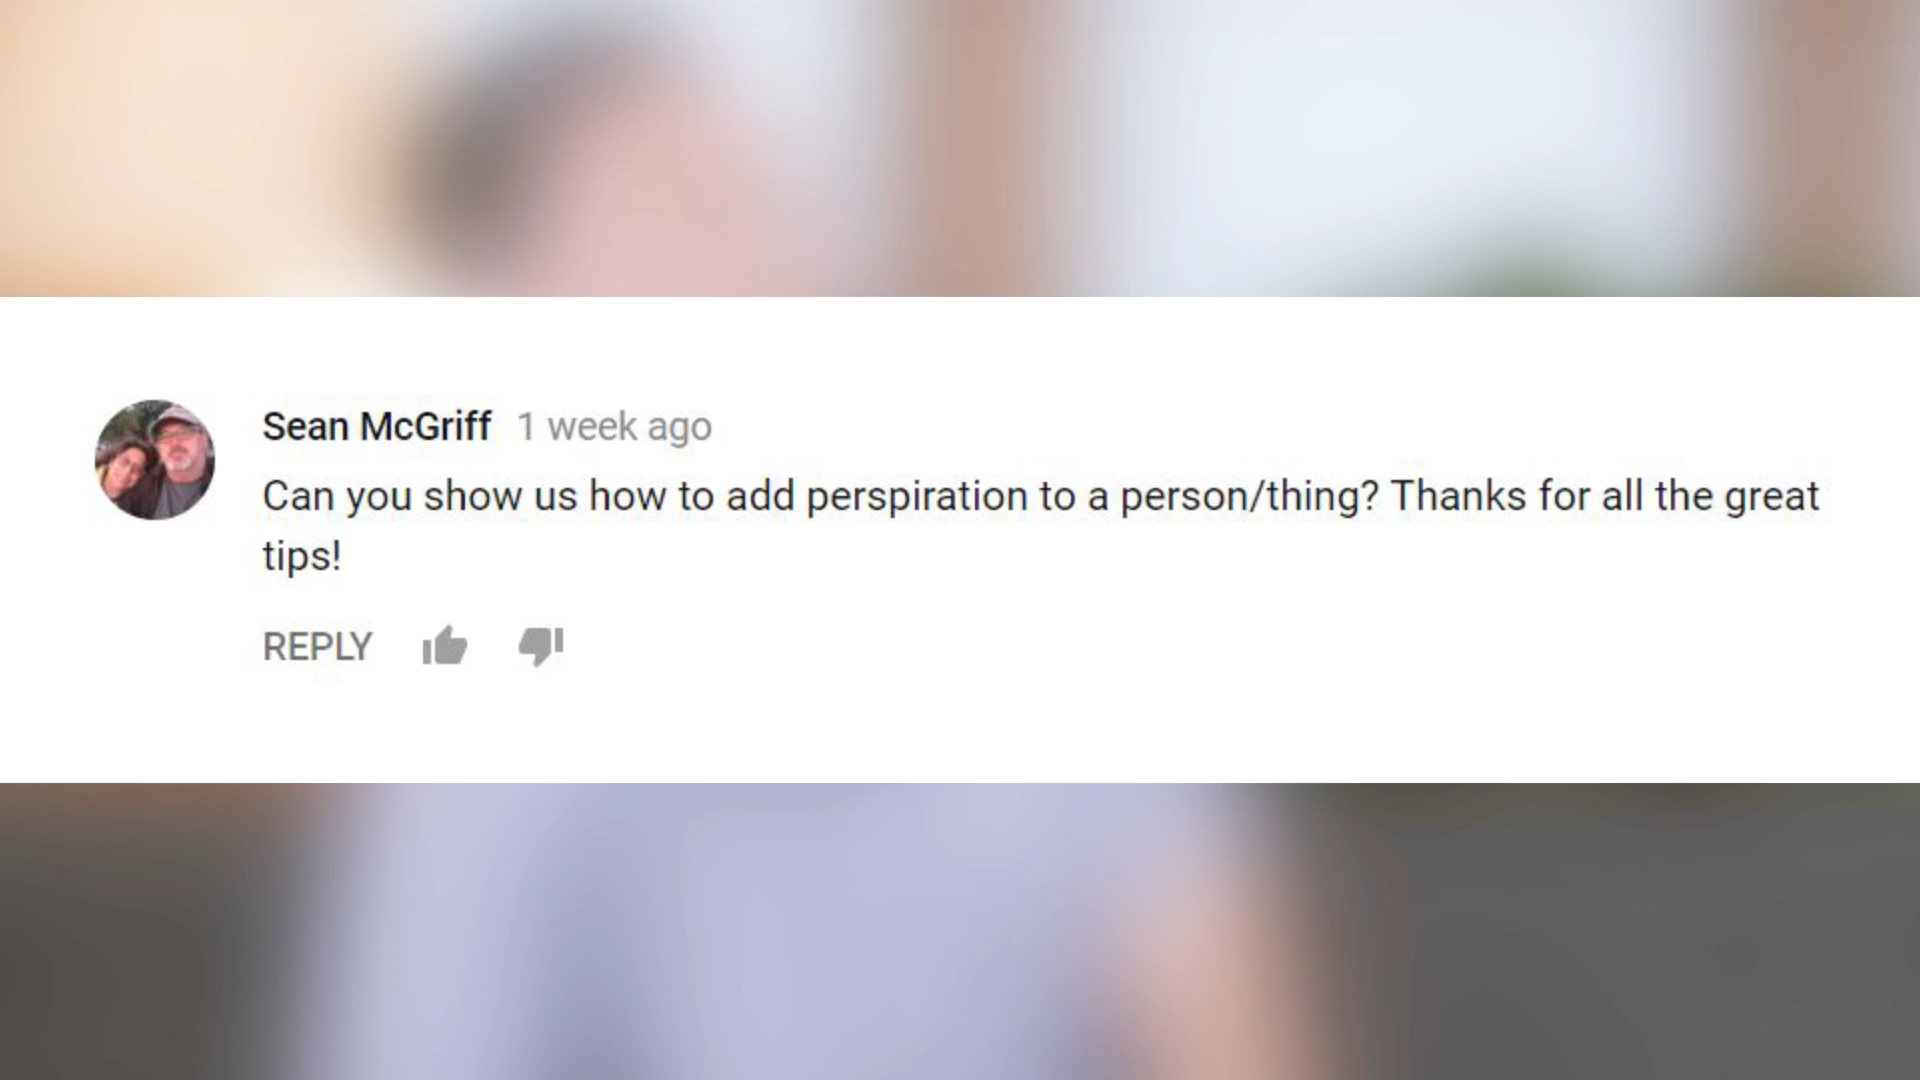 Sean McGriff 1 week ago
Can you show us how to add perspiration to a person/thing? Thanks for all the great
tips!
REPLY